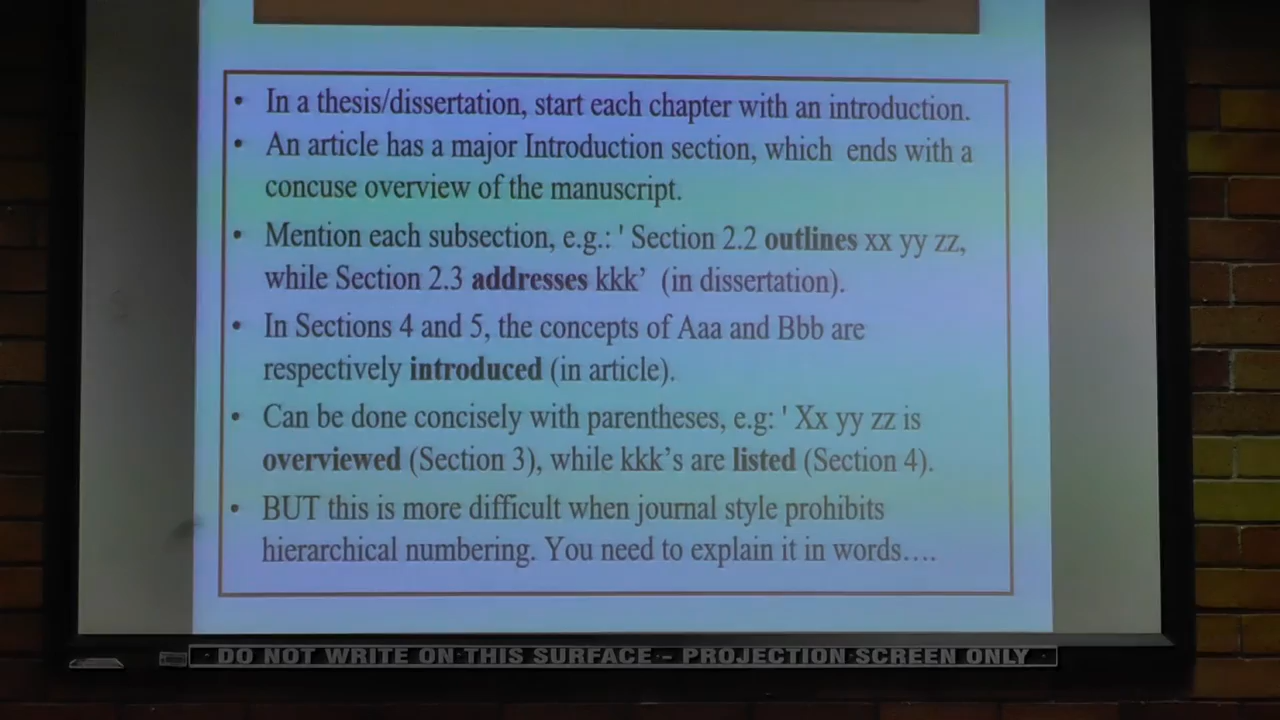 • In a thesis/dissertation, start each chapter with an introduction.
• An article has a major Introduction section, which ends with a
concuse overview of the manuscript.
• Mention each subsection, e.g.: ' Section 2.2 outlines xx yy zz,
while Section 2.3 addresses kkk’ (in dissertation).
• In Sections 4 and 5, the concepts of Aaa and Bbb are
respectively introduced (in article).
• Can be done concisely with parentheses, e.g: ' Xx yy zz is
overviewed (Section 3), while kkk’s are listed (Section 4).
• BUT this is more difficult when journal style prohibits
hierarchical numbering. You need to explain it in words….
DO NOT WRITE ON THIS SURFACE - PROJECTION SCREEN ONLY